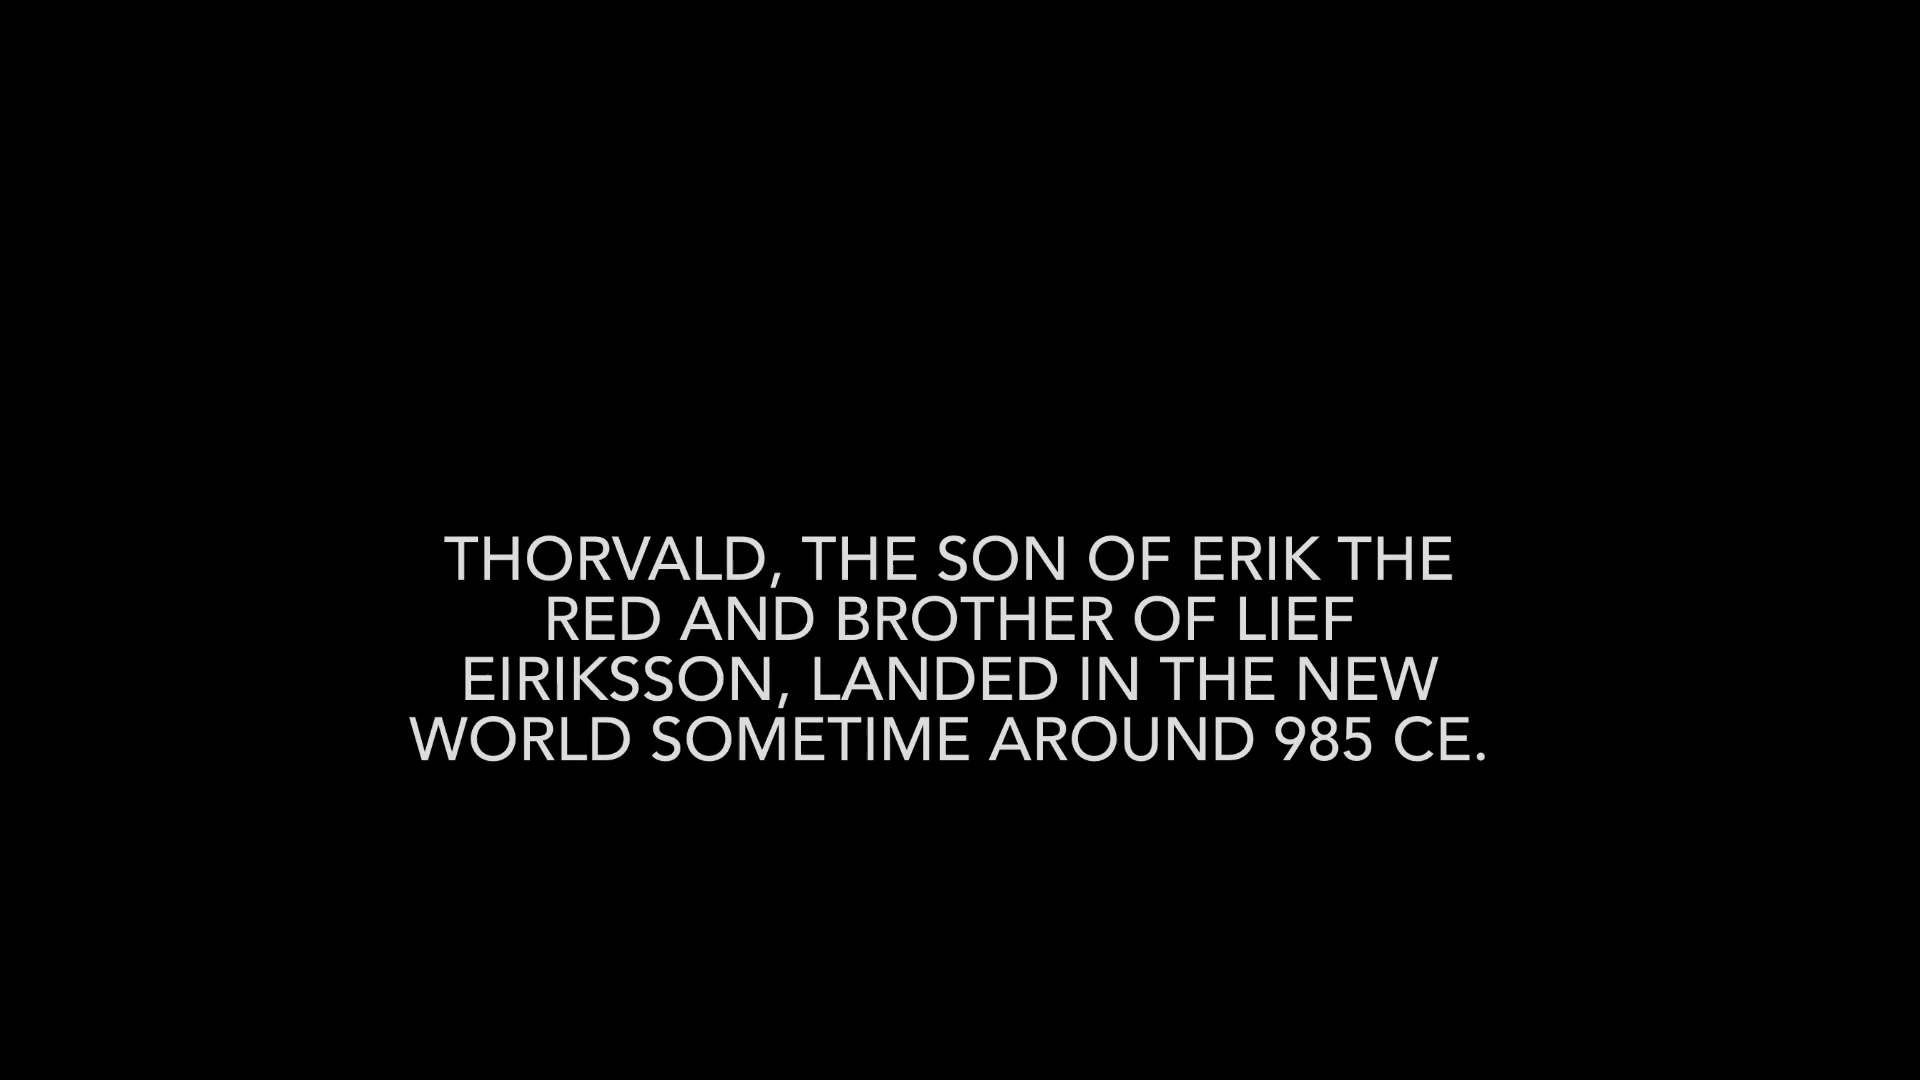 THORVALD, THE SON OF ERIK THE
RED AND BROTHER OF LIEF
EIRIKSSON, LANDED IN THE NEW
WORLD SOMETIME AROUND 985 CE.